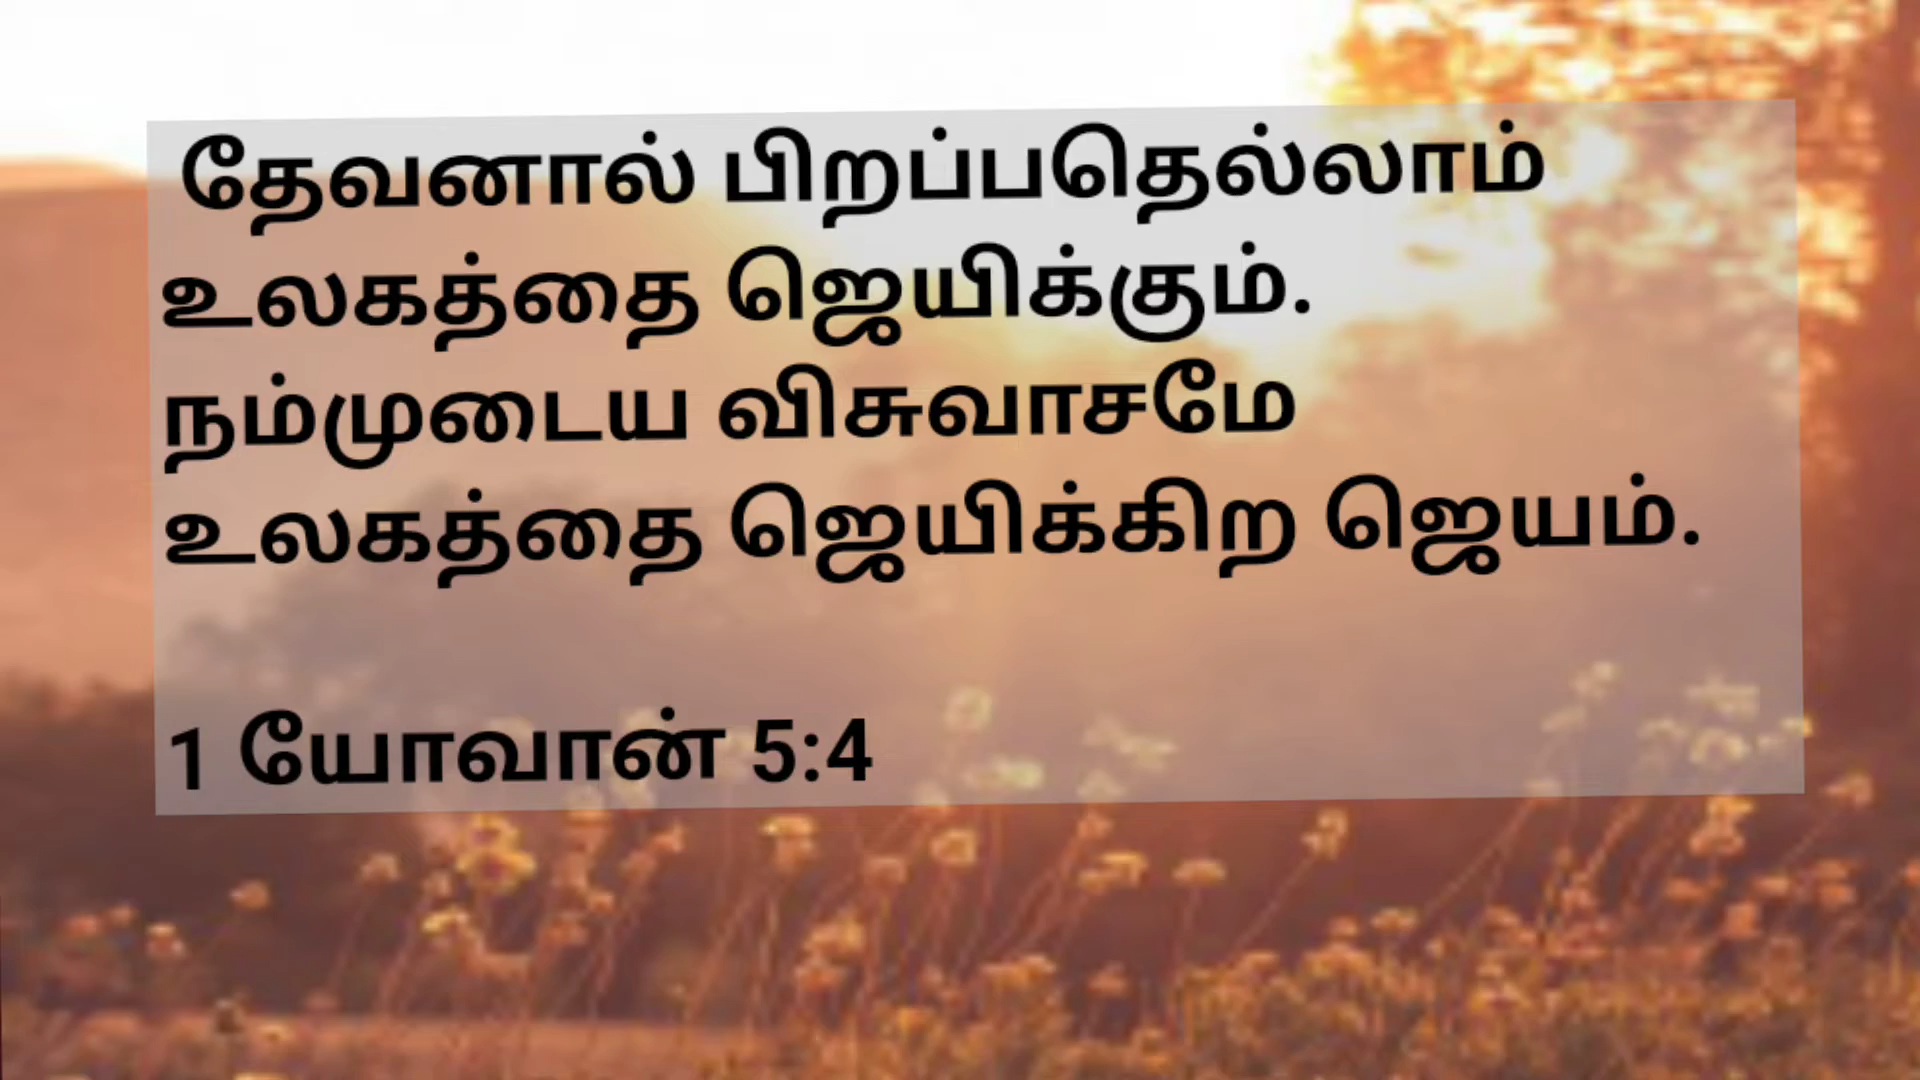 தேவனால் பிறப்பதெல்லாம்
உலகத்தை ஜெயிக்கும்.
நம்முடைய விசுவாசமே
உலகத்தை ஜெயிக்கிற ஜெயம்.
1 யோவான் 5:4